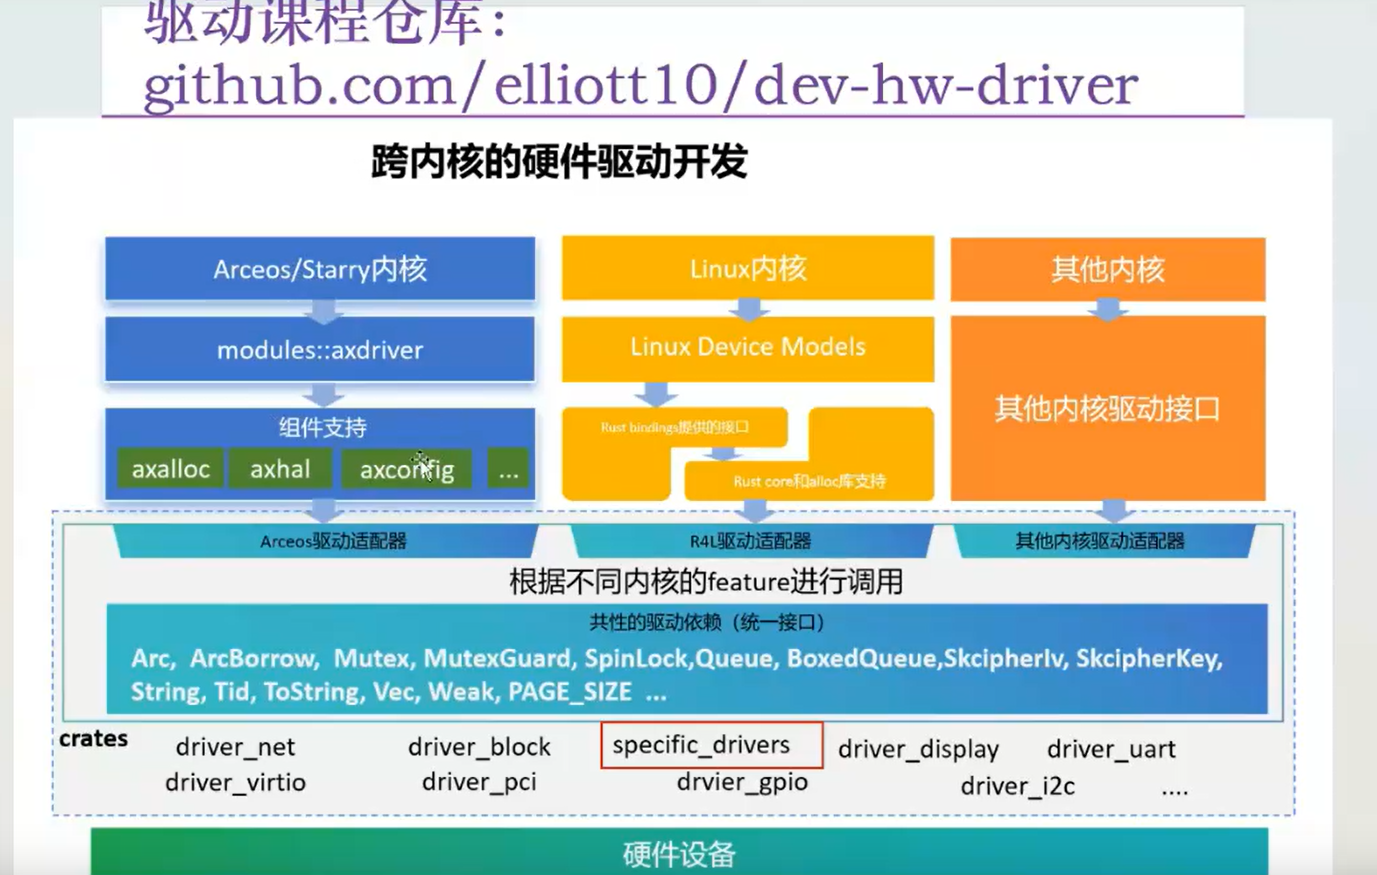 驱动课程仓库:
github.com/elliott10/dev-hw-driver
跨内核的硬件驱动开发
Arceos/Starry内核
Linux内核
其他内核
modules::axdriver
Linux Device Models
其他内核驱动接口
组件支持
axalloc axhal axconfig ...
Rust bindings提供的接口
Rust core和alloc库支持
Arceos驱动适配器
R4L驱动适配器
其他内核驱动适配器
根据不同内核的feature进行调用
共性的驱动依赖（统一接口）
Arc, ArcBorrow, Mutex, MutexGuard, SpinLock,Queue, BoxedQueue,SkcipherIv, SkcipherKey,
String, Tid, ToString, Vec, Weak, PAGE_SIZE ...
crates
driver_net driver_block specific_drivers driver_display driver_uart
driver_virtio driver_pci drvier_gpio driver_i2c ....
硬件设备